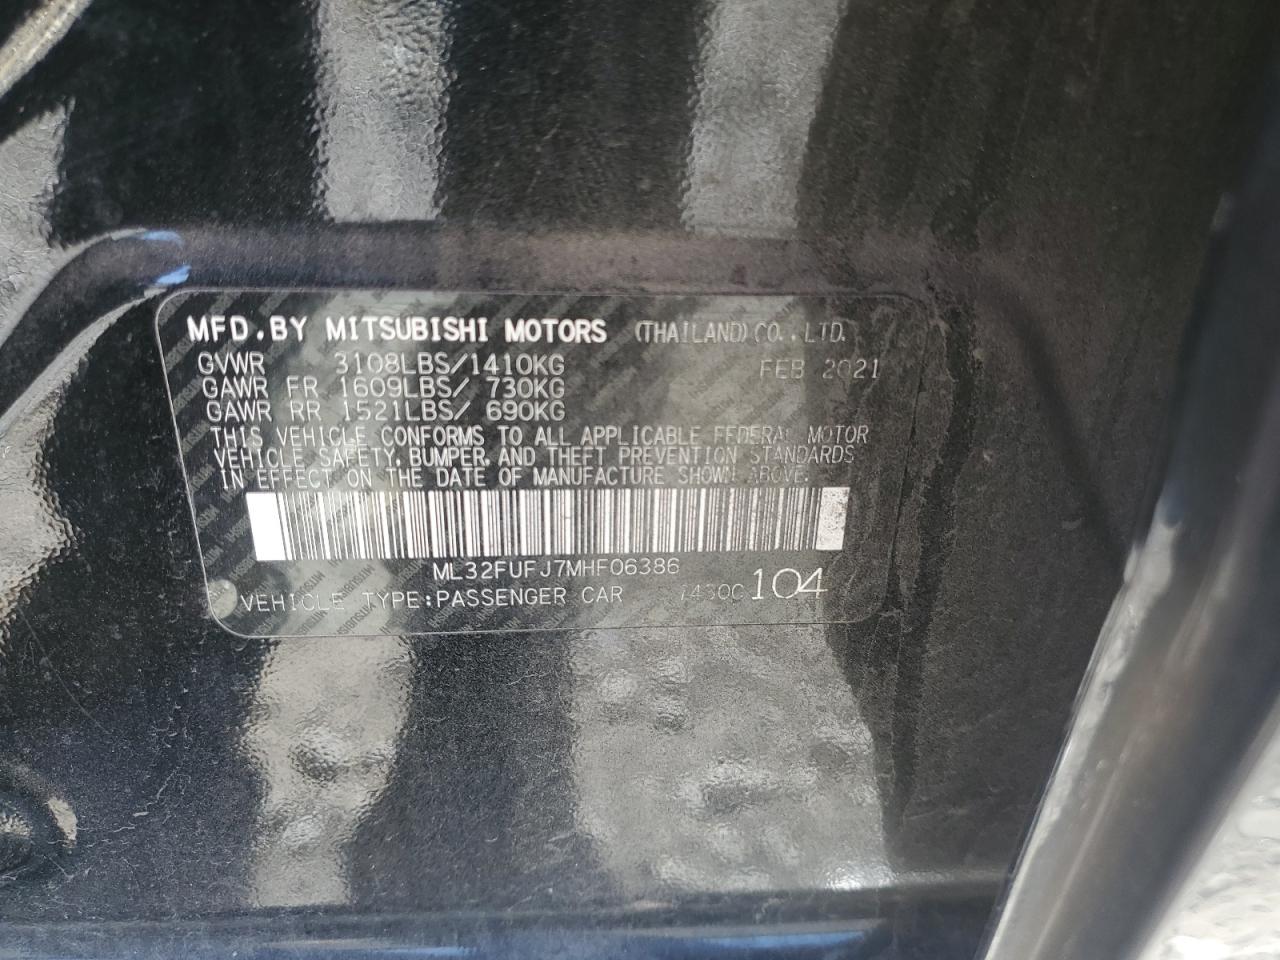 MFD.BY MITSUBISHI MOTORS (THAILAND) CO.,LTD.
GVWR 3108LBS/1410KG FEB 2021
GAWR FR 1609LBS/ 730KG
GAWR RR 1521LBS/ 690KG
THIS VEHICLE CONFORMS TO ALL APPLICABLE FEDERAL MOTOR
VEHICLE SAFETY, BUMPER, AND THEFT PREVENTION STANDARDS
IN EFFECT ON THE DATE OF MANUFACTURE SHOWN ABOVE.
ML32FUFJ7MHF06386
VEHICLE TYPE:PASSENGER CAR 104